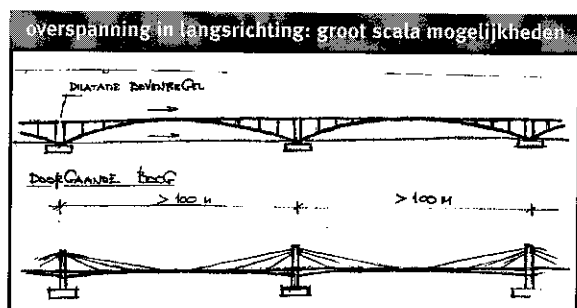 overspanning in langsrichting: groot scala mogelijkheden
DILATATIE BOVENREGEL
DOORGAANDE BOOG
> 100 M > 100 M